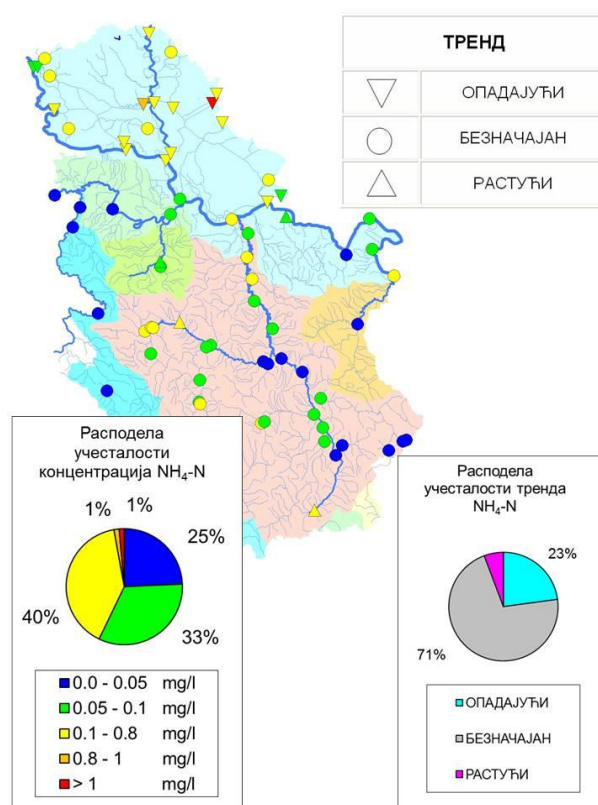 ТРЕНД
ОПАДАЈУЋИ
БЕЗНАЧАЈАН
РАСТУЋИ
Расподела
учесталости
концентрација NH₄-N
1%
1%
25%
40%
33%
0.0 - 0.05 mg/l
0.05 - 0.1 mg/l
0.1 - 0.8 mg/l
0.8 - 1 mg/l
> 1 mg/l
Расподела
учесталости тренда
NH₄-N
23%
71%
ОПАДАЈУЋИ
БЕЗНАЧАЈАН
РАСТУЋИ